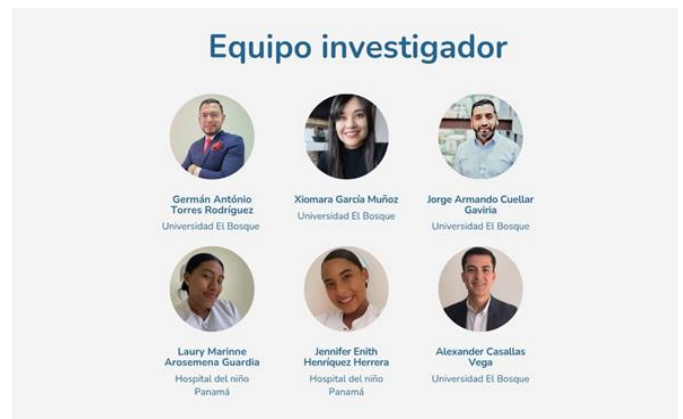 Equipo investigador
Germán António
Torres Rodríguez
Universidad El Bosque
Xiomara García Muñoz
Universidad El Bosque
Jorge Armando Cuellar
Gaviria
Universidad El Bosque
Laury Marinne
Arosemena Guardia
Hospital del niño
Panamá
Jennifer Enith
Henríquez Herrera
Hospital del niño
Panamá
Alexander Casallas
Vega
Universidad El Bosque